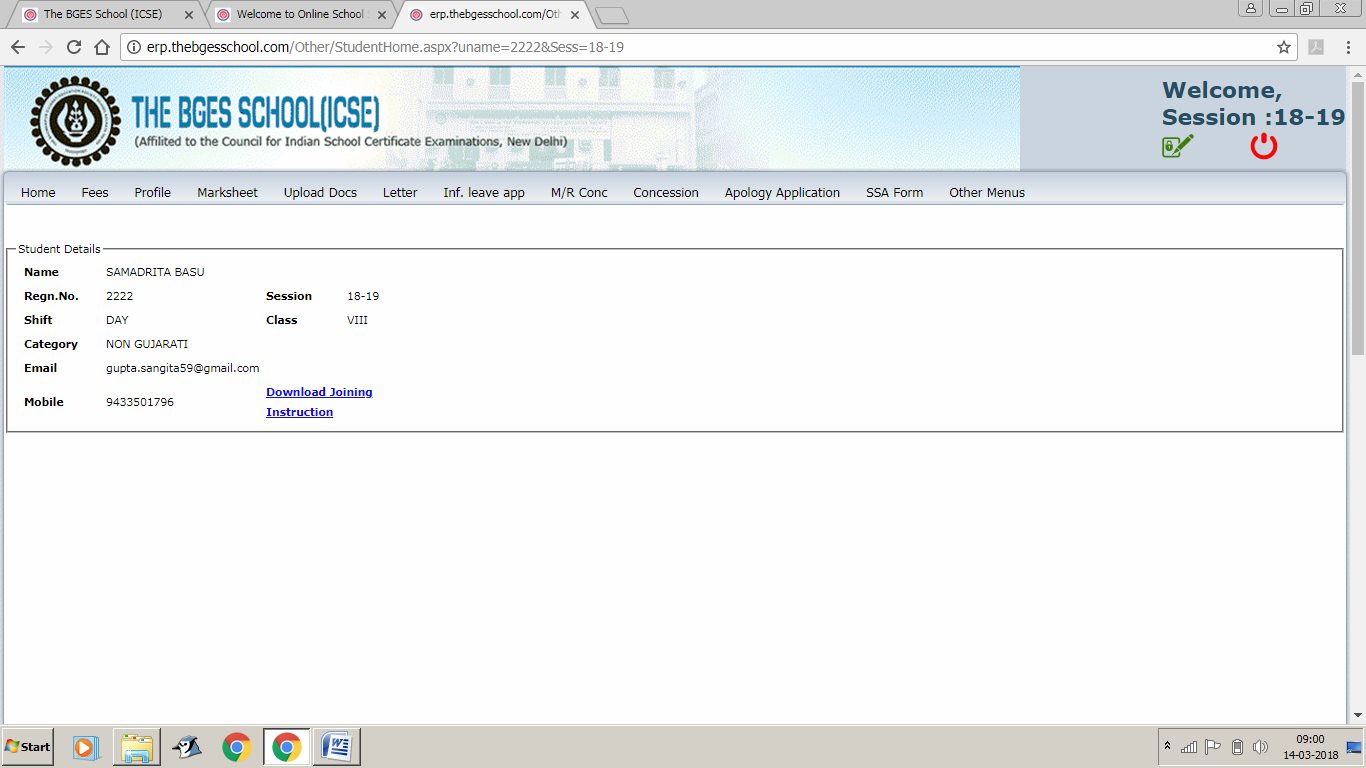 The BGES School (ICSE)
Welcome to Online School
erp.thebgesschool.com/Oth
erp.thebgesschool.com/Other/StudentHome.aspx?uname=2222&Sess=18-19
THE BGES SCHOOL(ICSE)
(Affilited to the Council for Indian School Certificate Examinations, New Delhi)
Welcome,
Session :18-19
Home Fees Profile Marksheet Upload Docs Letter Inf. leave app M/R Conc Concession Apology Application SSA Form Other Menus
Student Details
Name SAMADRITA BASU
Regn.No. 2222 Session 18-19
Shift DAY Class VIII
Category NON GUJARATI
Email gupta.sangita59@gmail.com
Mobile 9433501796 Download Joining
Instruction
Start
09:00
14-03-2018